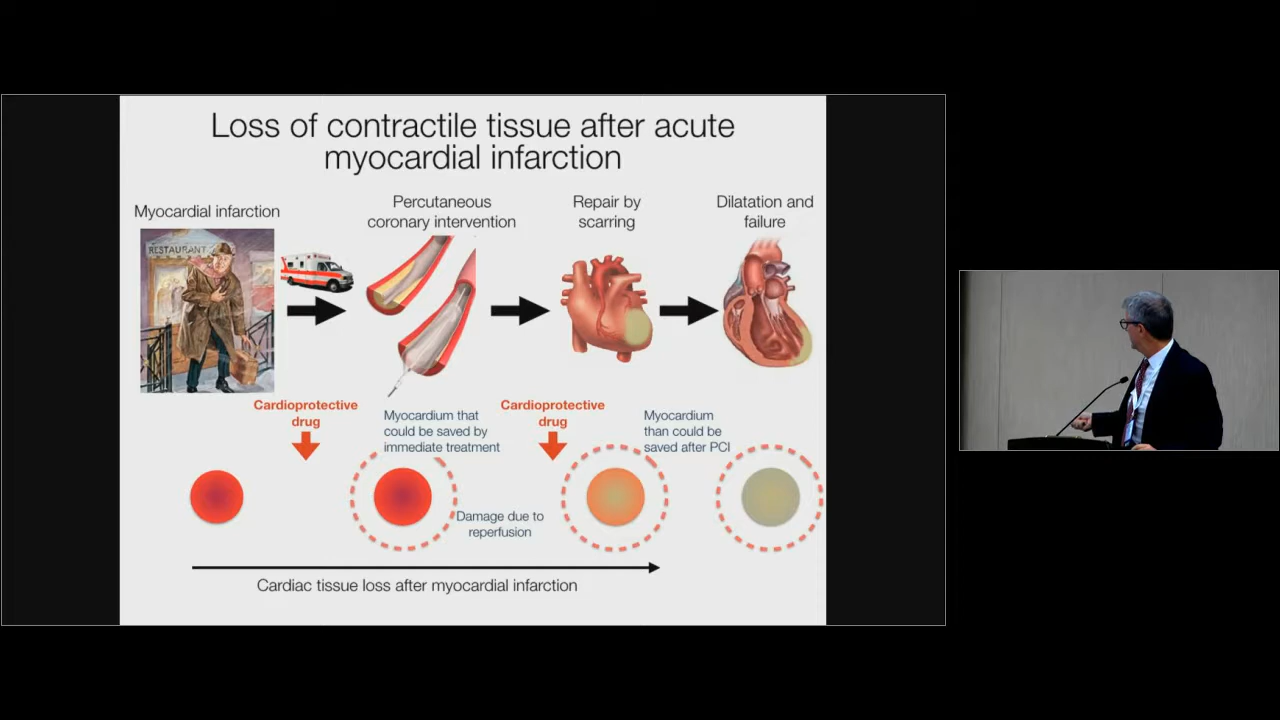 Loss of contractile tissue after acute
myocardial infarction
Myocardial infarction
Percutaneous
coronary intervention
Repair by
scarring
Dilatation and
failure
RESTAURANT
Cardioprotective
drug
Myocardium that
could be saved by
immediate treatment
Cardioprotective
drug
Myocardium
than could be
saved after PCI
Damage due to
reperfusion
Cardiac tissue loss after myocardial infarction